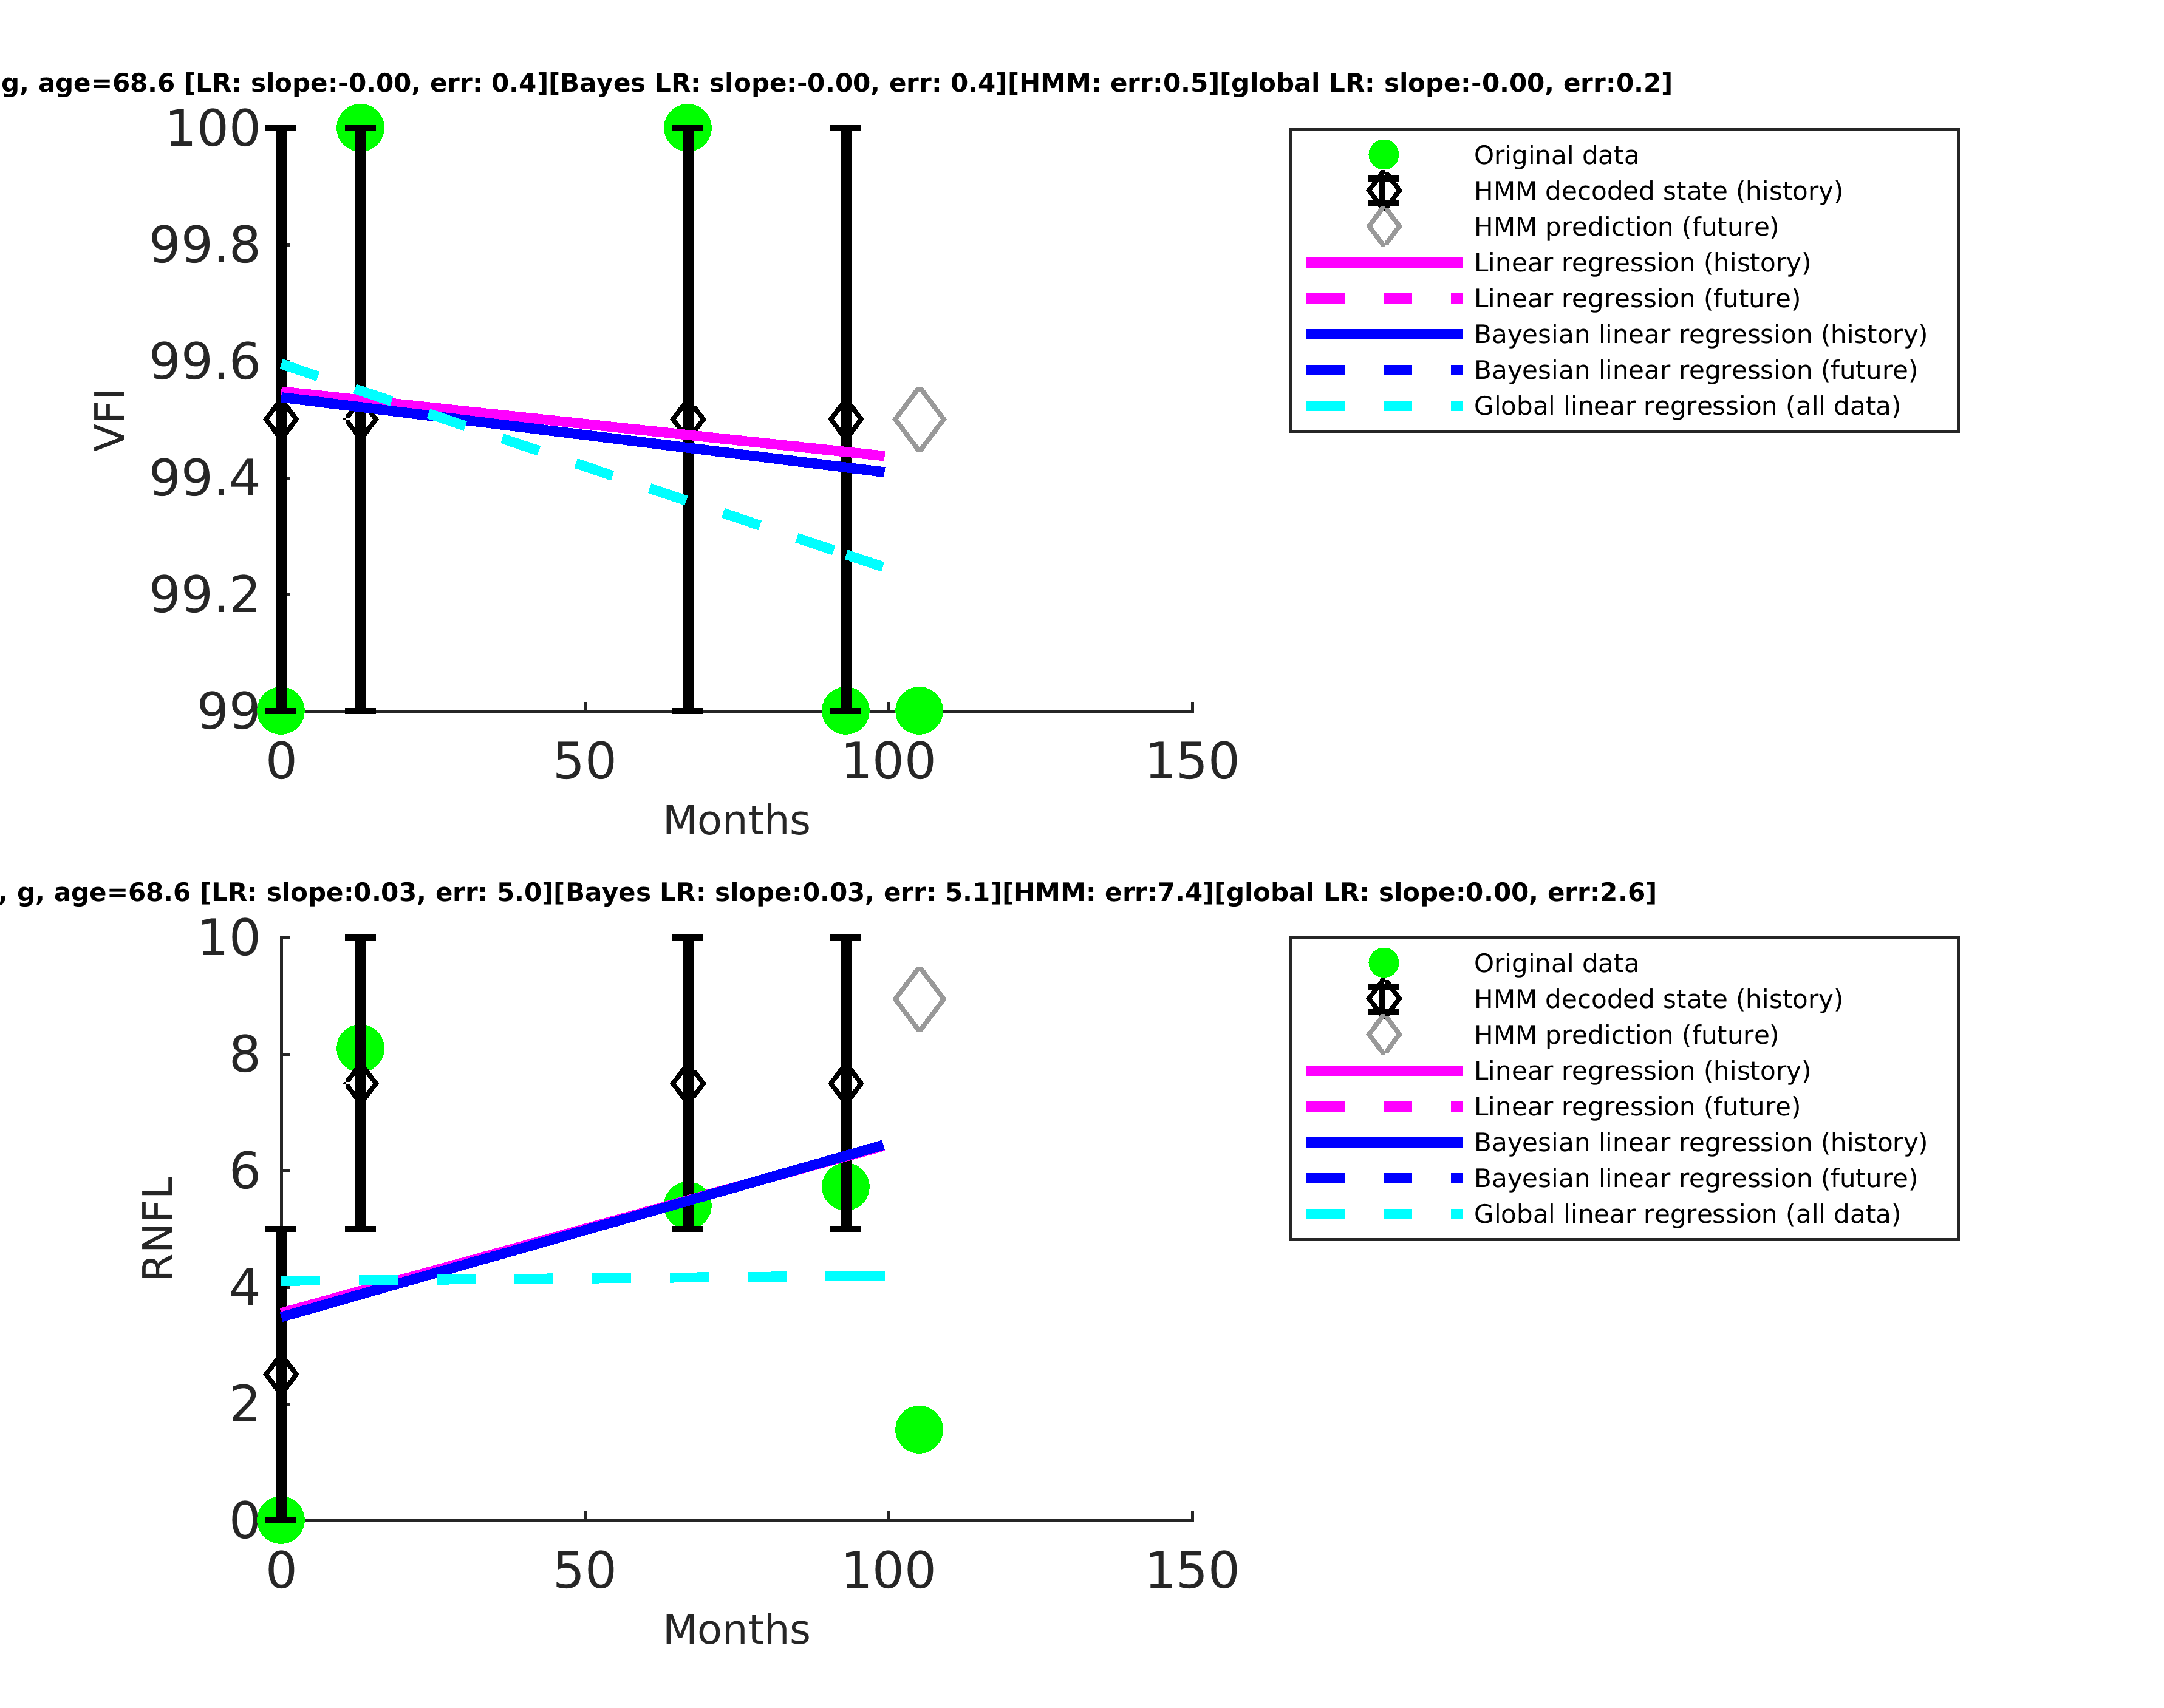 g, age=68.6 [LR: slope:-0.00, err: 0.4][Bayes LR: slope:-0.00, err: 0.4][HMM: err:0.5][global LR: slope:-0.00, err:0.2]
100
99.8
99.6
99.4
99.2
99
VFI
0
50
100
150
Months
Original data
HMM decoded state (history)
HMM prediction (future)
Linear regression (history)
Linear regression (future)
Bayesian linear regression (history)
Bayesian linear regression (future)
Global linear regression (all data)
, g, age=68.6 [LR: slope:0.03, err: 5.0][Bayes LR: slope:0.03, err: 5.1][HMM: err:7.4][global LR: slope:0.00, err:2.6]
10
8
6
4
2
0
RNFL
0
50
100
150
Months
Original data
HMM decoded state (history)
HMM prediction (future)
Linear regression (history)
Linear regression (future)
Bayesian linear regression (history)
Bayesian linear regression (future)
Global linear regression (all data)